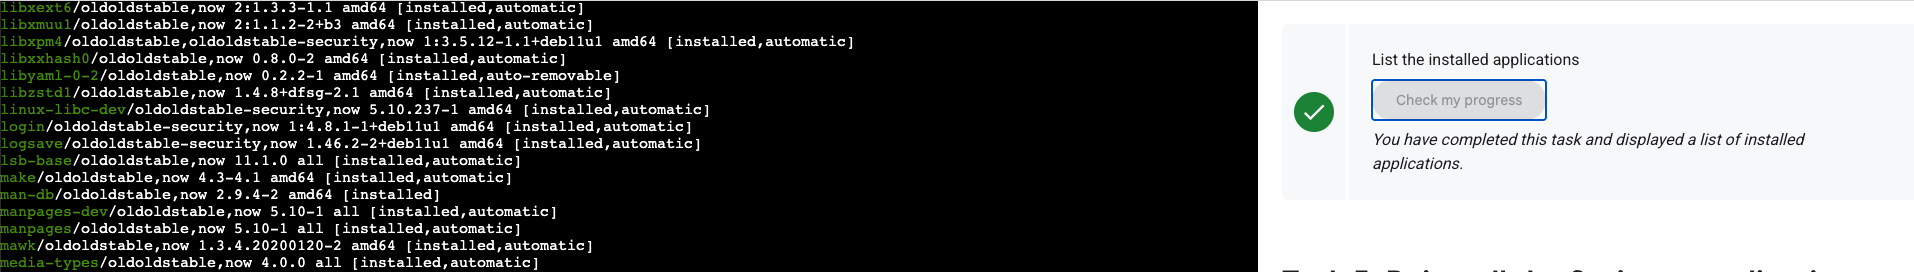 libxext6/oldoldstable,now 2:1.3.3-1.1 amd64 [installed,automatic]
libxmuu1/oldoldstable,now 2:1.1.2-2+b3 amd64 [installed,automatic]
libxpm4/oldoldstable,oldoldstable-security,now 1:3.5.12-1.1+deb11u1 amd64 [installed,automatic]
libxxhash0/oldoldstable,now 0.8.0-2 amd64 [installed,automatic]
libyaml-0-2/oldoldstable,now 0.2.2-1 amd64 [installed,auto-removable]
libzstd1/oldoldstable,now 1.4.8+dfsg-2.1 amd64 [installed,automatic]
linux-libc-dev/oldoldstable-security,now 5.10.237-1 amd64 [installed,automatic]
login/oldoldstable-security,now 1:4.8.1-1+deb11u1 amd64 [installed,automatic]
logsave/oldoldstable-security,now 1.46.2-2+deb11u1 amd64 [installed,automatic]
lsb-base/oldoldstable,now 11.1.0 all [installed,automatic]
make/oldoldstable,now 4.3-4.1 amd64 [installed,automatic]
man-db/oldoldstable,now 2.9.4-2 amd64 [installed]
manpages-dev/oldoldstable,now 5.10-1 all [installed,automatic]
manpages/oldoldstable,now 5.10-1 all [installed,automatic]
mawk/oldoldstable,now 1.3.4.20200120-2 amd64 [installed,automatic]
media-types/oldoldstable,now 4.0.0 all [installed,automatic]
List the installed applications
Check my progress
You have completed this task and displayed a list of installed
applications.